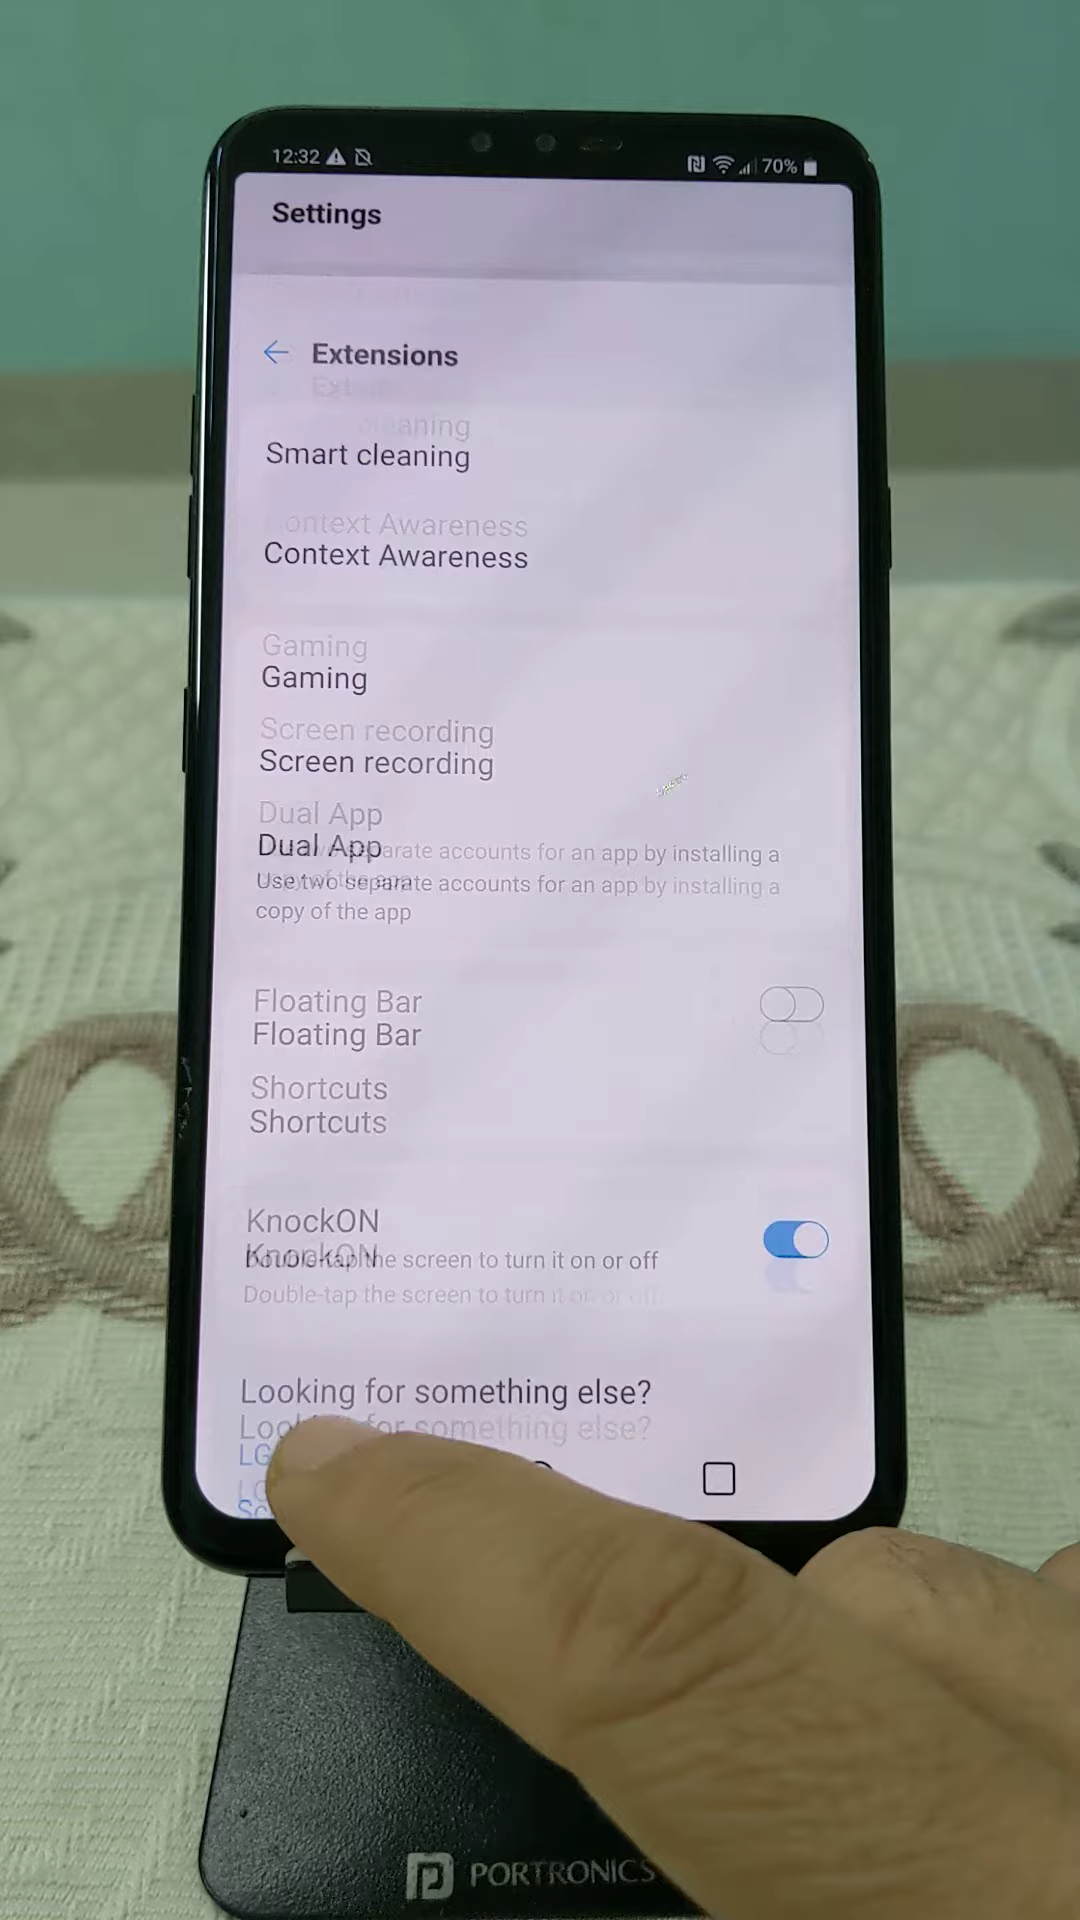 12:32
70%
Settings
Extensions
Smart cleaning
Context Awareness
Gaming
Screen recording
Dual App
Use two separate accounts for an app by installing a
copy of the app
Floating Bar
Shortcuts
KnockON
Double-tap the screen to turn it on or off
Looking for something else?
LG
Sc
PORTRONICS